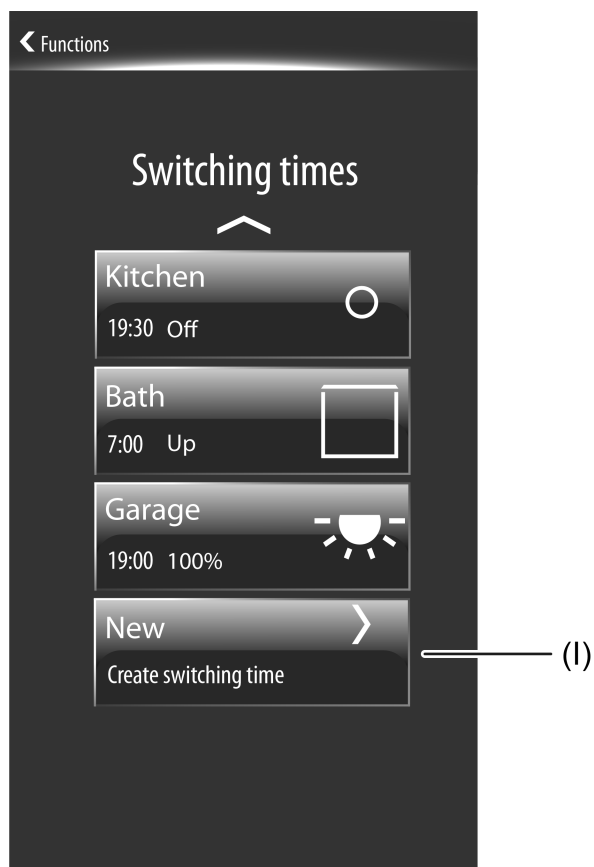 Functions
Switching times
Kitchen
19:30 Off
Bath
7:00 Up
Garage
19:00 100%
New
Create switching time
(I)